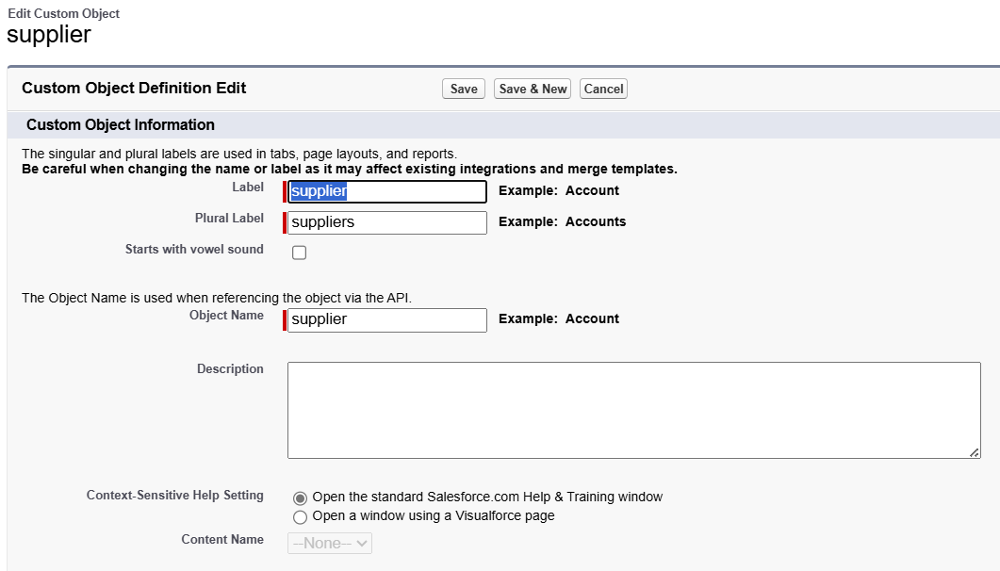 Edit Custom Object
supplier
Custom Object Definition Edit Save Save & New Cancel
Custom Object Information
The singular and plural labels are used in tabs, page layouts, and reports.
Be careful when changing the name or label as it may affect existing integrations and merge templates.
Label supplier Example: Account
Plural Label suppliers Example: Accounts
Starts with vowel sound
The Object Name is used when referencing the object via the API.
Object Name supplier Example: Account
Description
Context-Sensitive Help Setting Open the standard Salesforce.com Help & Training window
Open a window using a Visualforce page
Content Name --None--